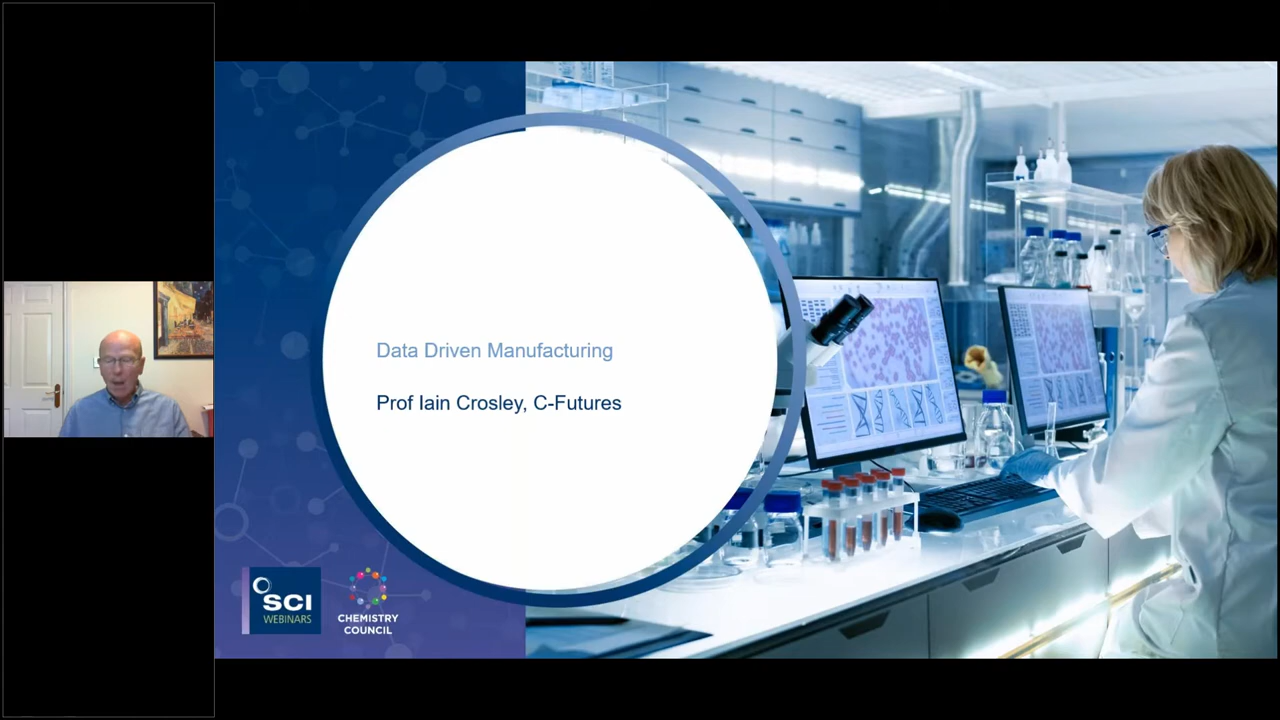 Data Driven Manufacturing
Prof Iain Crosley, C-Futures
SCI
WEBINARS
CHEMISTRY
COUNCIL